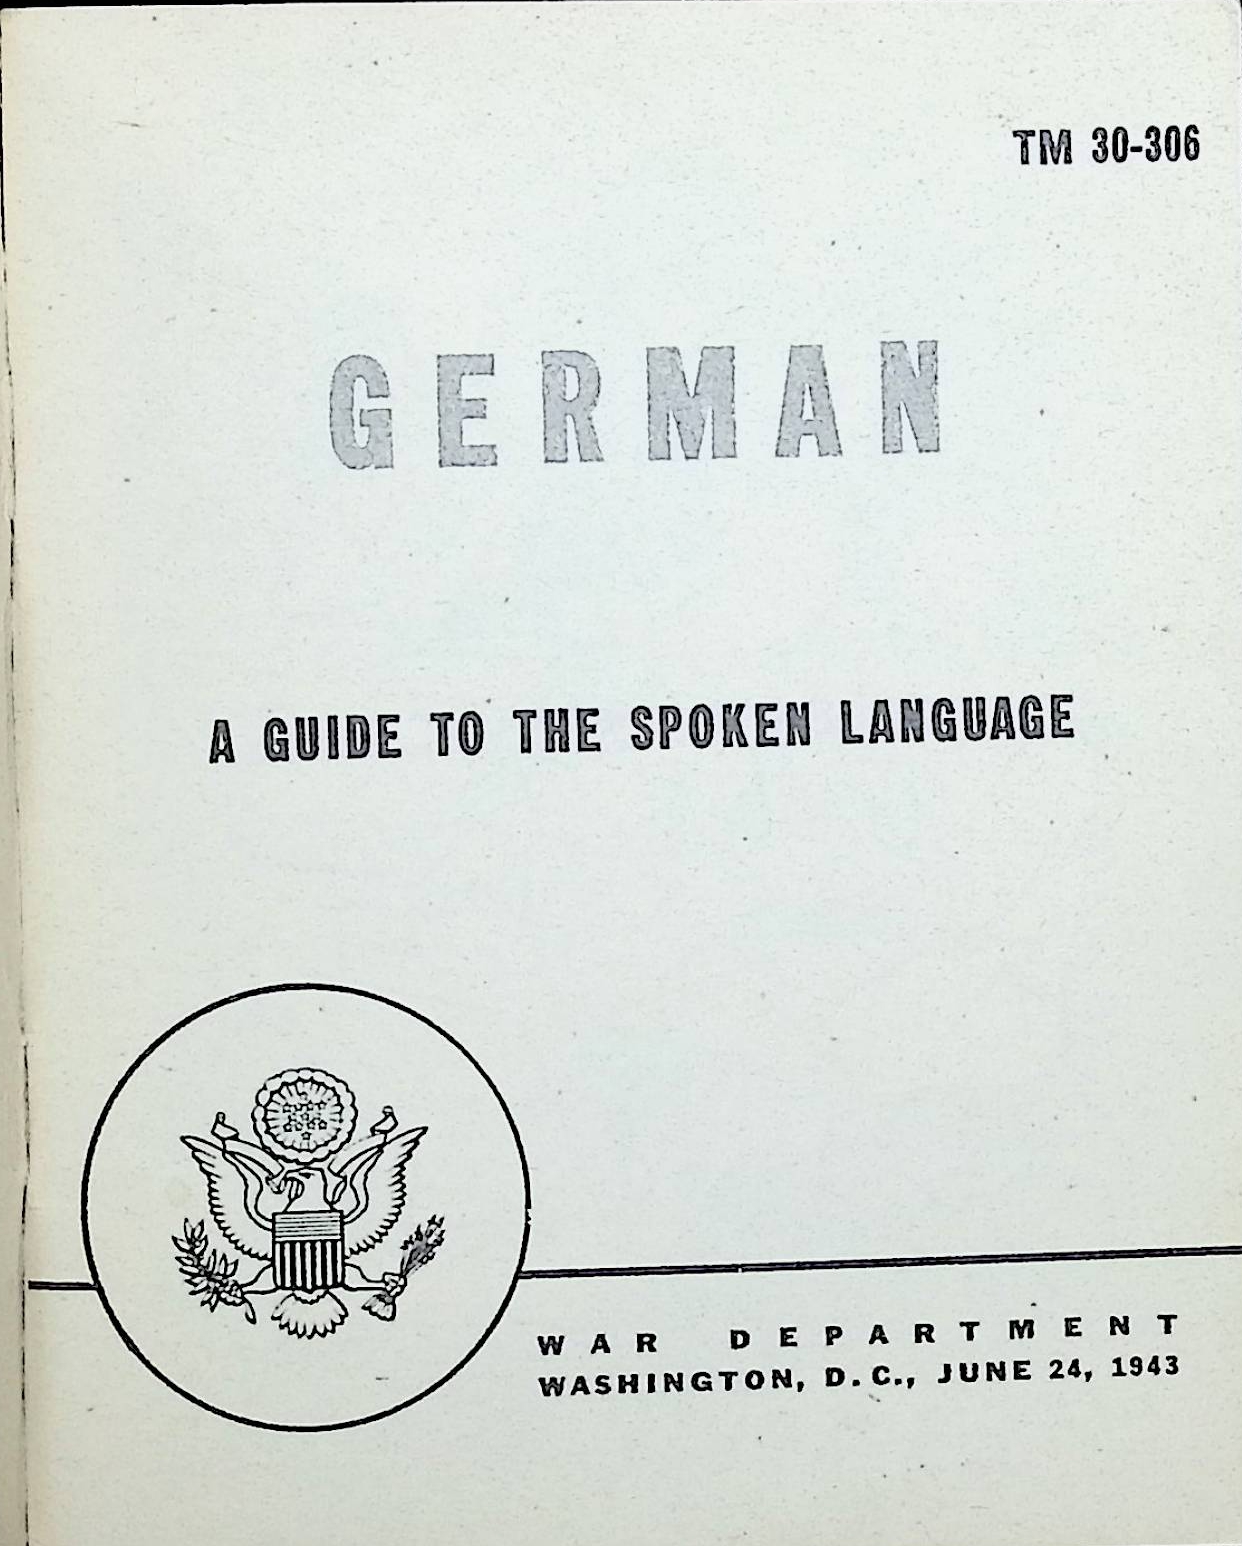 TM 30-306
GERMAN
A GUIDE TO THE SPOKEN LANGUAGE
WAR DEPARTMENT
WASHINGTON, D.C., JUNE 24, 1943